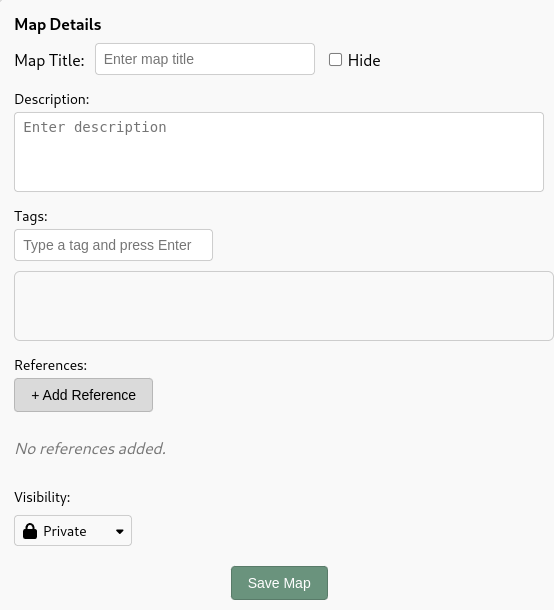 Map Details
Map Title: Enter map title Hide
Description:
Enter description
Tags:
Type a tag and press Enter
References:
+ Add Reference
No references added.
Visibility:
Private
Save Map